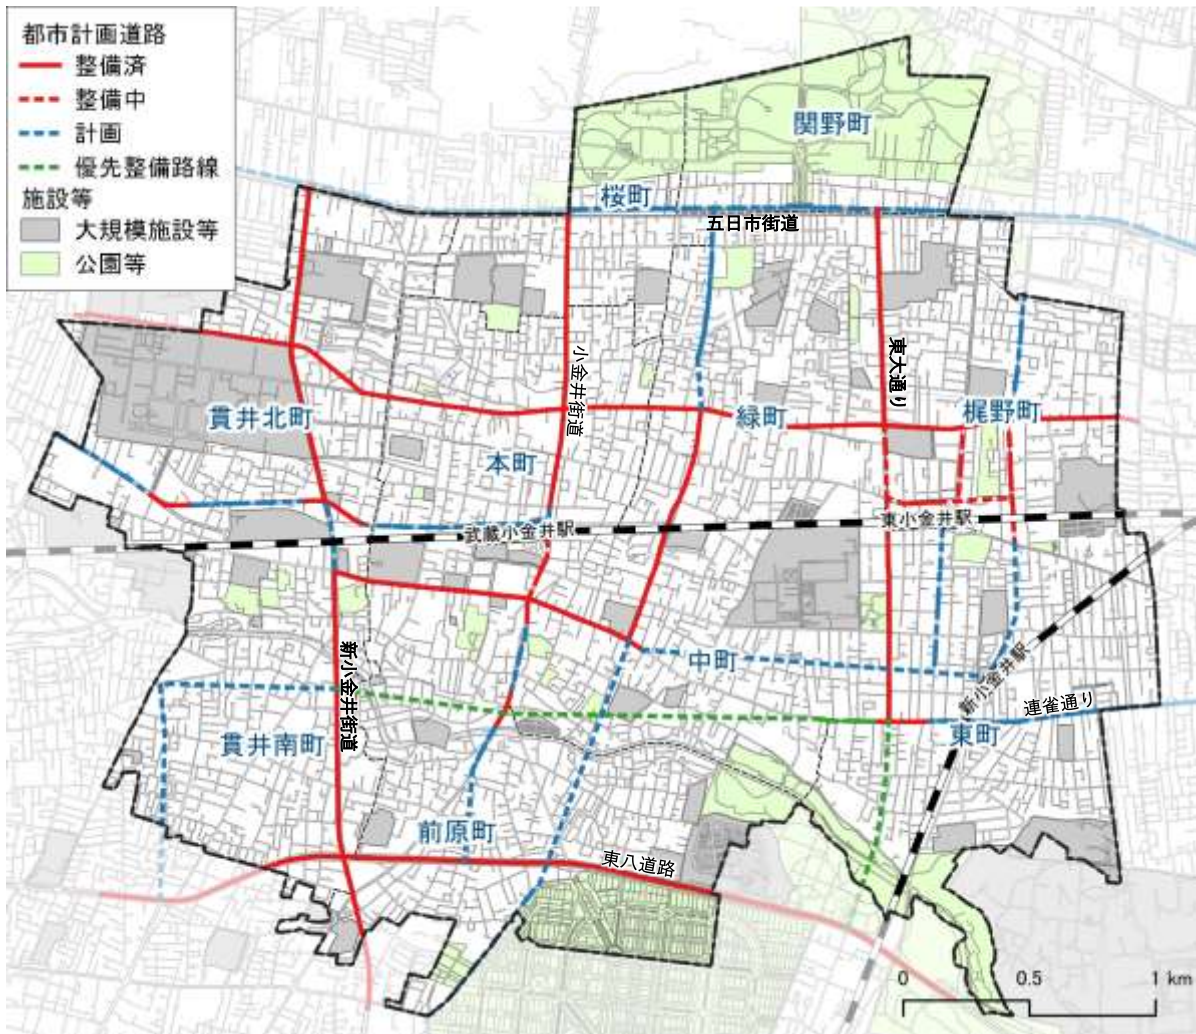 都市計画道路
整備済
整備中
計画
優先整備路線
施設等
大規模施設等
公園等
関野町
桜町
五日市街道
小金井街道
東大通り
貫井北町
緑町
梶野町
本町
武蔵小金井駅
東小金井駅
新小金井街道
中町
新小金井駅
連雀通り
貫井南町
東町
前原町
東八道路
0 0.5 1 km